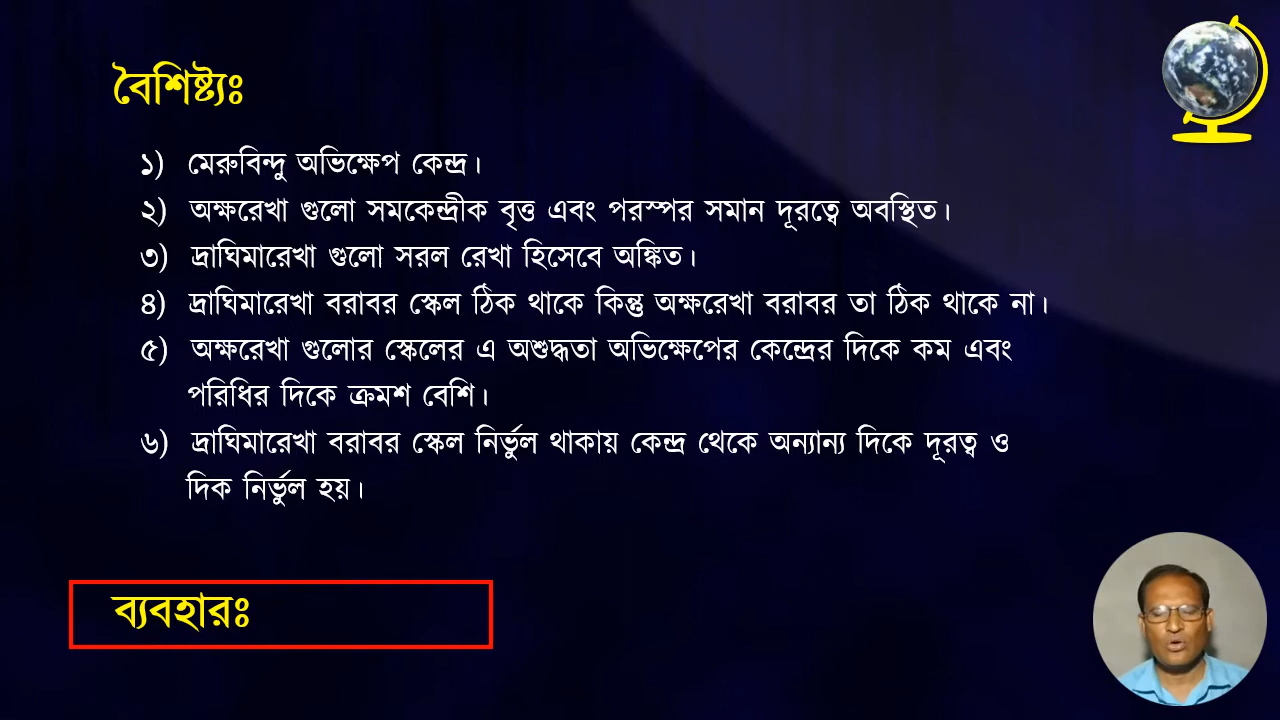 বৈশিষ্ট্যঃ
১) মেরুবিন্দু অভিক্ষেপ কেন্দ্র।
২) অক্ষরেখা গুলো সমকেন্দ্রীক বৃত্ত এবং পরস্পর সমান দূরত্বে অবস্থিত।
৩) দ্রাঘিমারেখা গুলো সরল রেখা হিসেবে অঙ্কিত।
৪) দ্রাঘিমারেখা বরাবর স্কেল ঠিক থাকে কিন্তু অক্ষরেখা বরাবর তা ঠিক থাকে না।
৫) অক্ষরেখা গুলোর স্কেলের এ অশুদ্ধতা অভিক্ষেপের কেন্দ্রের দিকে কম এবং
পরিধির দিকে ক্রমশ বেশি।
৬) দ্রাঘিমারেখা বরাবর স্কেল নির্ভুল থাকায় কেন্দ্র থেকে অন্যান্য দিকে দূরত্ব ও
দিক নির্ভুল হয়।
ব্যবহারঃ